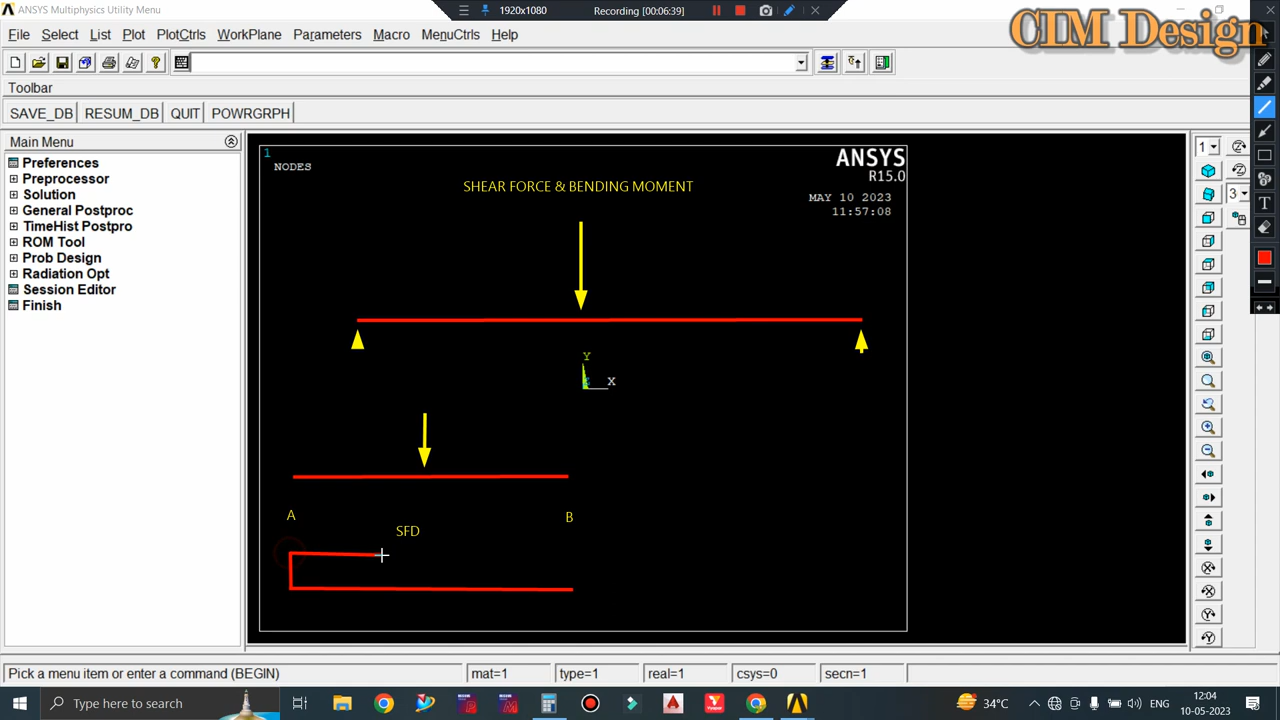 ANSYS Multiphysics Utility Menu
1920x1080
Recording [00:06:39]
CIM Design
File Select List Plot PlotCtrls WorkPlane Parameters Macro MenuCtrls Help
Toolbar
SAVE_DB RESUM_DB QUIT POWRGRPH
Main Menu
Preferences
Preprocessor
Solution
General Postproc
TimeHist Postpro
ROM Tool
Prob Design
Radiation Opt
Session Editor
Finish
1
NODES
ANSYS
R15.0
MAY 10 2023
11:57:08
SHEAR FORCE & BENDING MOMENT
Y
X
A
B
SFD
1
3
Pick a menu item or enter a command (BEGIN)
mat=1
type=1
real=1
csys=0
secn=1
Type here to search
34°C
ENG
12:04
10-05-2023